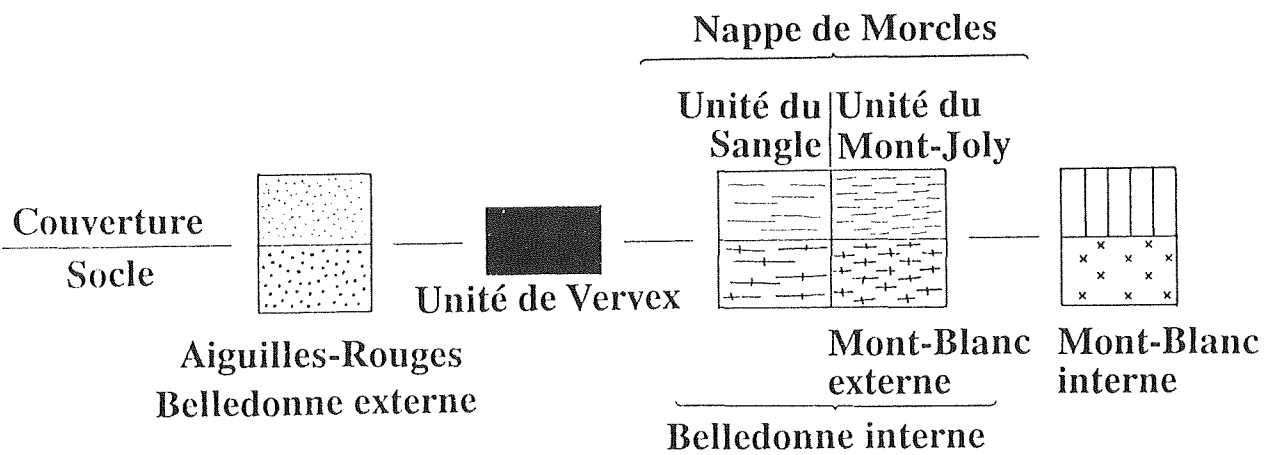 Nappe de Morcles
Unité du
Sangle
Unité du
Mont-Joly
Couverture
Socle
Unité de Vervex
Aiguilles-Rouges
Belledonne externe
Mont-Blanc
externe
Mont-Blanc
interne
Belledonne interne